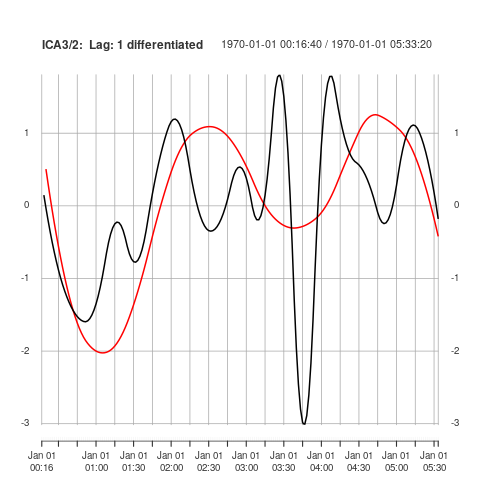 ICA3/2:  Lag: 1 differentiated 1970-01-01 00:16:40 / 1970-01-01 05:33:20
1 1
0 0
-1 -1
-2 -2
-3 -3
Jan 01 Jan 01 Jan 01 Jan 01 Jan 01 Jan 01 Jan 01 Jan 01 Jan 01 Jan 01 Jan 01
00:16 01:00 01:30 02:00 02:30 03:00 03:30 04:00 04:30 05:00 05:30